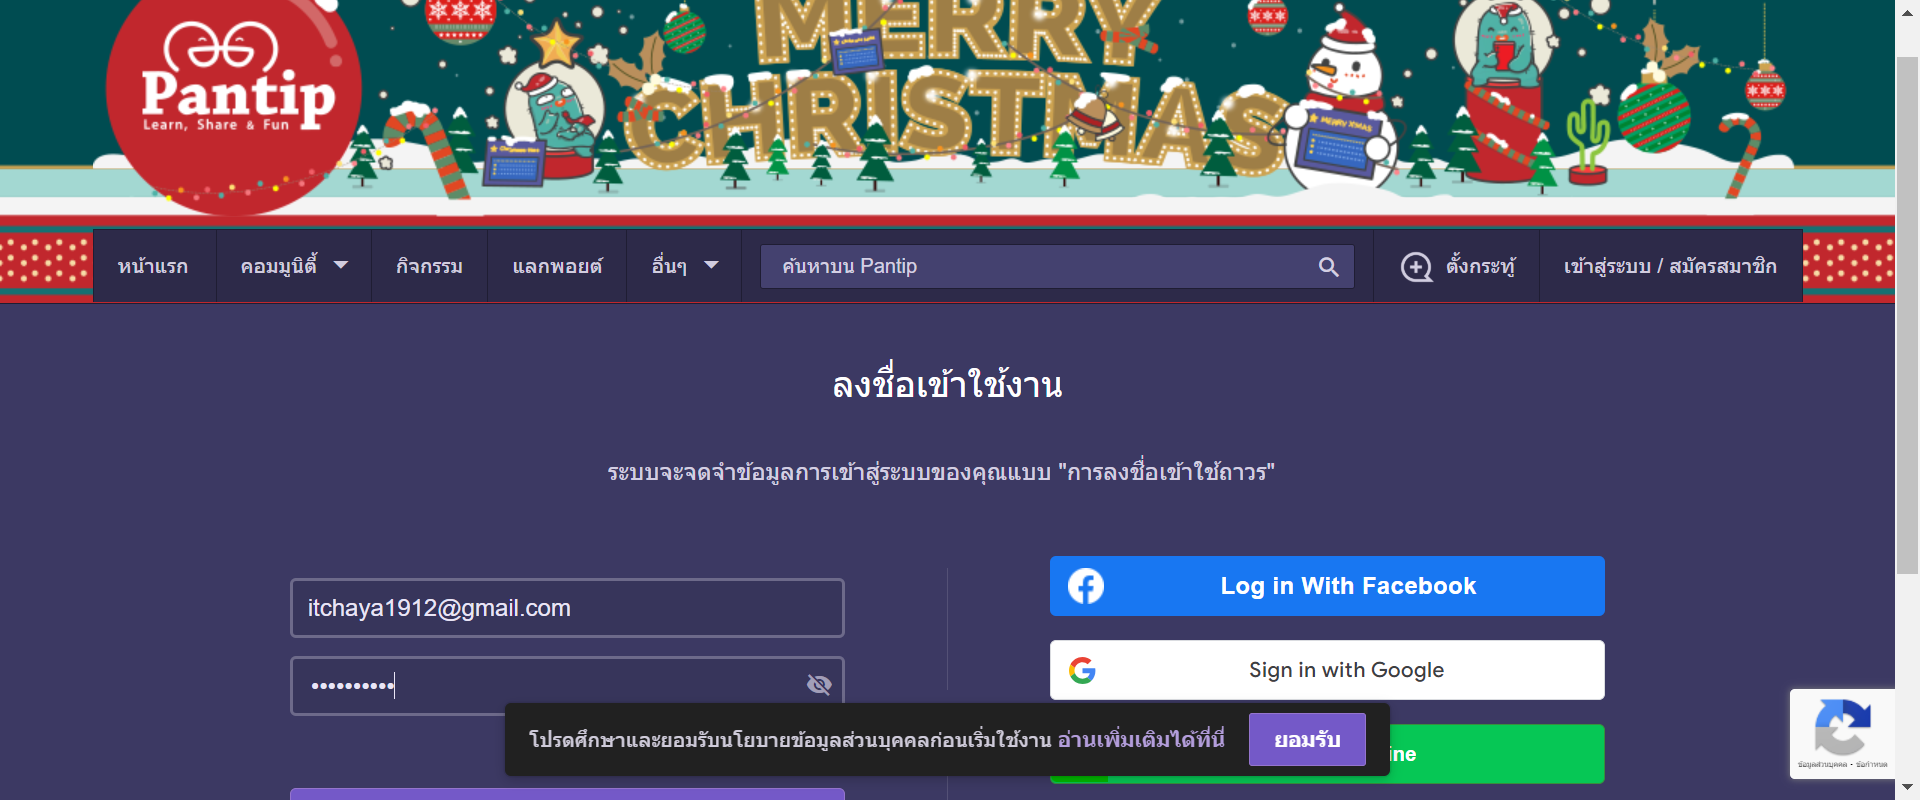 MERRY
CHRISTMAS
Pantip
Learn, Share & Fun
MERRY XMAS
หน้าแรก
คอมมูนิตี้
กิจกรรม
แลกพอยต์
อื่นๆ
ค้นหาบน Pantip
ตั้งกระทู้
เข้าสู่ระบบ / สมัครสมาชิก
ลงชื่อเข้าใช้งาน
ระบบจะจดจำข้อมูลการเข้าสู่ระบบของคุณแบบ "การลงชื่อเข้าใช้ถาวร"
itchaya1912@gmail.com
••••••••••
Log in With Facebook
Sign in with Google
ine
โปรดศึกษาและยอมรับนโยบายข้อมูลส่วนบุคคลก่อนเริ่มใช้งาน อ่านเพิ่มเติมได้ที่นี่
ยอมรับ
ข้อมูลส่วนบุคคล - ข้อกำหนด